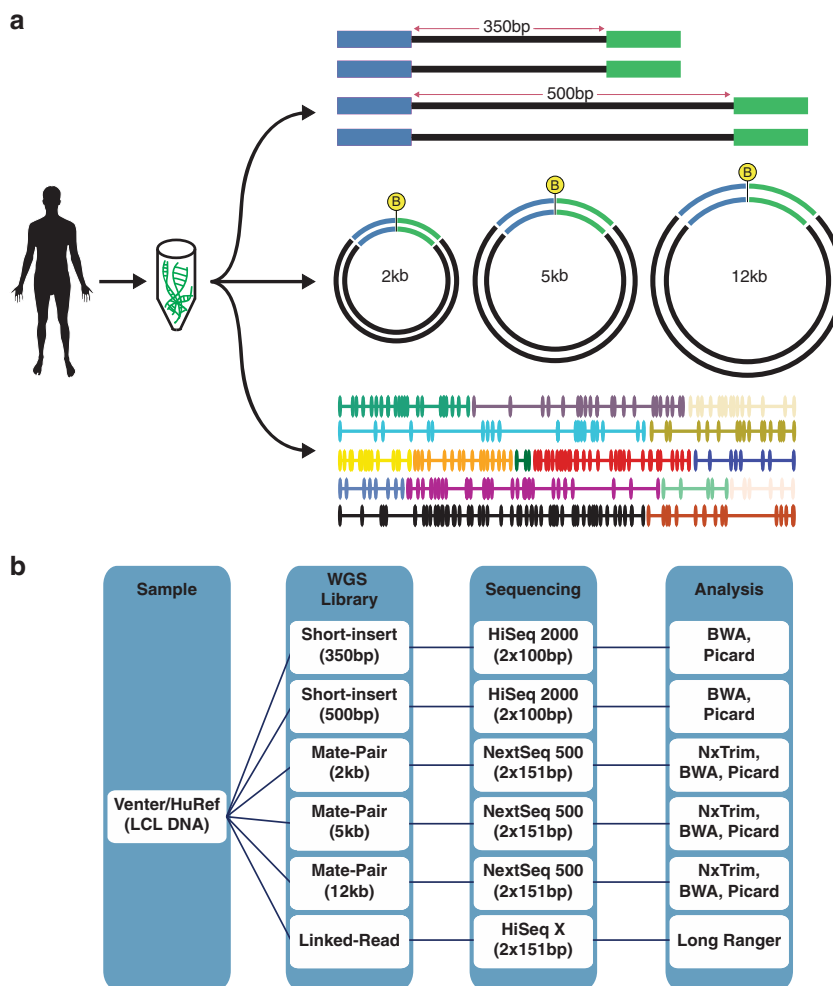 a
350bp
500bp
B
B
B
2kb
5kb
12kb
b
Sample
WGS
Library
Sequencing
Analysis
Venter/HuRef
(LCL DNA)
Short-insert
(350bp)
HiSeq 2000
(2x100bp)
BWA,
Picard
Short-insert
(500bp)
HiSeq 2000
(2x100bp)
BWA,
Picard
Mate-Pair
(2kb)
NextSeq 500
(2x151bp)
NxTrim,
BWA, Picard
Mate-Pair
(5kb)
NextSeq 500
(2x151bp)
NxTrim,
BWA, Picard
Mate-Pair
(12kb)
NextSeq 500
(2x151bp)
NxTrim,
BWA, Picard
Linked-Read
HiSeq X
(2x151bp)
Long Ranger